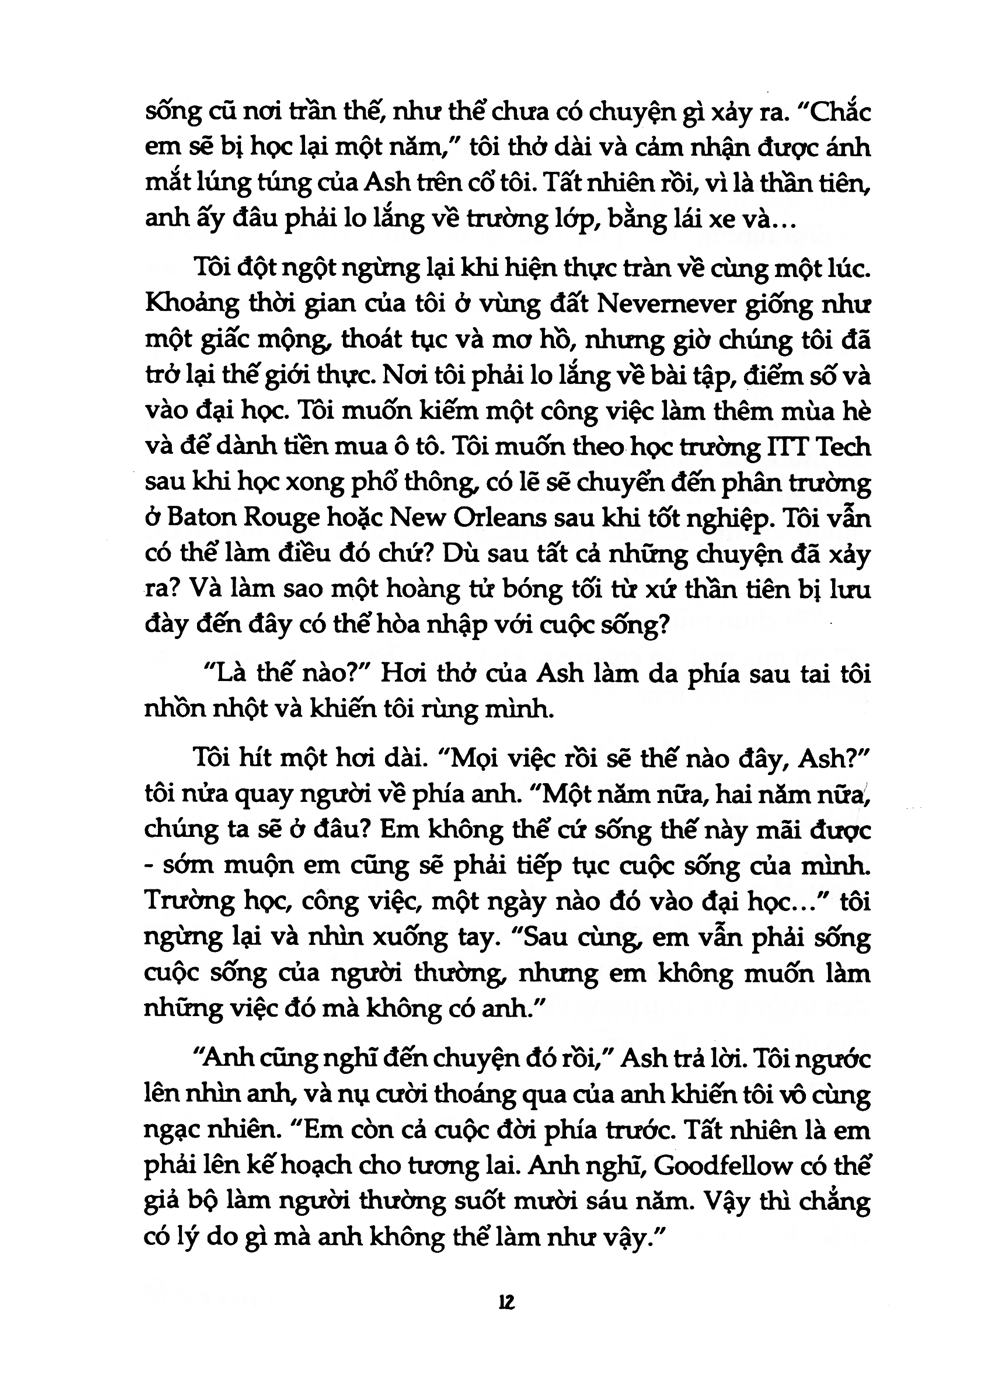 sống cũ nơi trần thế, như thể chưa có chuyện gì xảy ra. "Chắc
em sẽ bị học lại một năm," tôi thở dài và cảm nhận được ánh
mắt lúng túng của Ash trên cổ tôi. Tất nhiên rồi, vì là thần tiên,
anh ấy đâu phải lo lắng về trường lớp, bằng lái xe và...
Tôi đột ngột ngừng lại khi hiện thực tràn về cùng một lúc.
Khoảng thời gian của tôi ở vùng đất Nevernever giống như
một giấc mộng, thoát tục và mơ hồ, nhưng giờ chúng tôi đã
trở lại thế giới thực. Nơi tôi phải lo lắng về bài tập, điểm số và
vào đại học. Tôi muốn kiếm một công việc làm thêm mùa hè
và để dành tiền mua ô tô. Tôi muốn theo học trường ITT Tech
sau khi học xong phổ thông, có lẽ sẽ chuyển đến phân trường
ở Baton Rouge hoặc New Orleans sau khi tốt nghiệp. Tôi vẫn
có thể làm điều đó chứ? Dù sau tất cả những chuyện đã xảy
ra? Và làm sao một hoàng tử bóng tối từ xứ thần tiên bị lưu
đày đến đây có thể hòa nhập với cuộc sống?
"Là thế nào?" Hơi thở của Ash làm da phía sau tai tôi
nhồn nhột và khiến tôi rùng mình.
Tôi hít một hơi dài. "Mọi việc rồi sẽ thế nào đây, Ash?"
tôi nửa quay người về phía anh. "Một năm nữa, hai năm nữa,
chúng ta sẽ ở đâu? Em không thể cứ sống thế này mãi được
- sớm muộn em cũng sẽ phải tiếp tục cuộc sống của mình.
Trường học, công việc, một ngày nào đó vào đại học..." tôi
ngừng lại và nhìn xuống tay. "Sau cùng, em vẫn phải sống
cuộc sống của người thường, nhưng em không muốn làm
những việc đó mà không có anh."
"Anh cũng nghĩ đến chuyện đó rồi," Ash trả lời. Tôi ngước
lên nhìn anh, và nụ cười thoáng qua của anh khiến tôi vô cùng
ngạc nhiên. "Em còn cả cuộc đời phía trước. Tất nhiên là em
phải lên kế hoạch cho tương lai. Anh nghĩ, Goodfellow có thể
giả bộ làm người thường suốt mười sáu năm. Vậy thì chẳng
có lý do gì mà anh không thể làm như vậy."
12